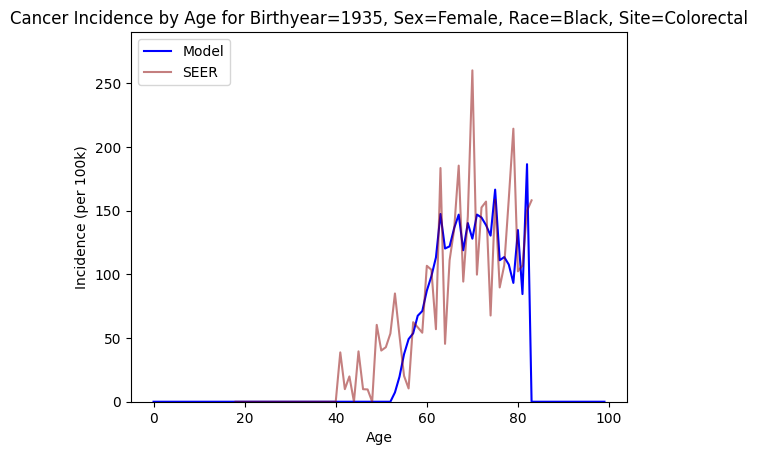 Cancer Incidence by Age for Birthyear=1935, Sex=Female, Race=Black, Site=Colorectal
Model
SEER
250
200
150
100
50
0
Incidence (per 100k)
0 20 40 60 80 100
Age